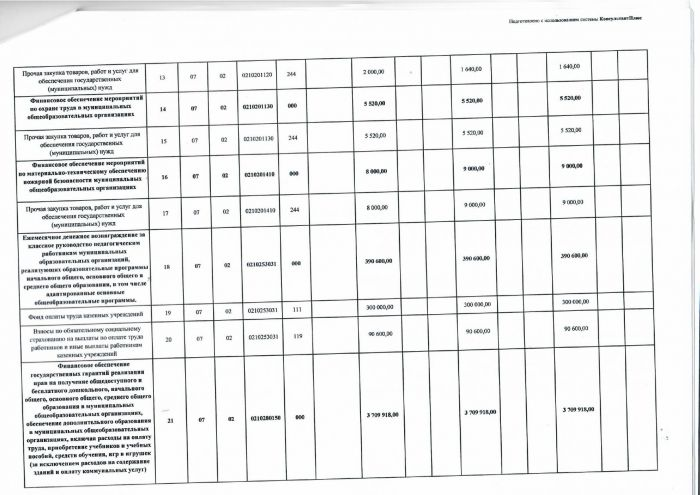 Подготовлено с использованием системы КонсультантПлюс
Прочая закупка товаров, работ и услуг для
обеспечения государственных
(муниципальных) нужд
13 07 02 0210201120 244 2 000,00 1 640,00 1 640,00
Финансовое обеспечение мероприятий
по охране труда в муниципальных
общеобразовательных организациях
14 07 02 0210201130 000 5 520,00 5 520,00 5 520,00
Прочая закупка товаров, работ и услуг для
обеспечения государственных
(муниципальных) нужд
15 07 02 0210201130 244 5 520,00 5 520,00 5 520,00
Финансовое обеспечение мероприятий
по материально-техническому обеспечению
пожарной безопасности муниципальных
общеобразовательных организациях
16 07 02 0210201410 000 8 000,00 9 000,00 9 000,00
Прочая закупка товаров, работ и услуг для
обеспечения государственных
(муниципальных) нужд
17 07 02 0210201410 244 8 000,00 9 000,00 9 000,00
Ежемесячное денежное вознаграждение за
классное руководство педагогическим
работникам муниципальных
образовательных организаций,
реализующих образовательные программы
начального общего, основного общего и
среднего общего образования, в том числе
адаптированные основные
общеобразовательные программы.
18 07 02 0210253031 000 390 600,00 390 600,00 390 600,00
Фонд оплаты труда казенных учреждений
19 07 02 0210253031 111 300 000,00 300 000,00 300 000,00
Взносы по обязательному социальному
страхованию на выплаты по оплате труда
работников и иные выплаты работникам
казенных учреждений
20 07 02 0210253031 119 90 600,00 90 600,00 90 600,00
Финансовое обеспечение
государственных гарантий реализации
прав на получение общедоступного и
бесплатного дошкольного, начального
общего, основного общего, среднего общего
образования в муниципальных
общеобразовательных организациях,
обеспечение дополнительного образования
в муниципальных общеобразовательных
организациях, включая расходы на оплату
труда, приобретение учебников и учебных
пособий, средств обучения, игр и игрушек
(за исключением расходов на содержание
зданий и оплату коммунальных услуг)
21 07 02 0210280150 000 3 709 918,00 3 709 918,00 3 709 918,00